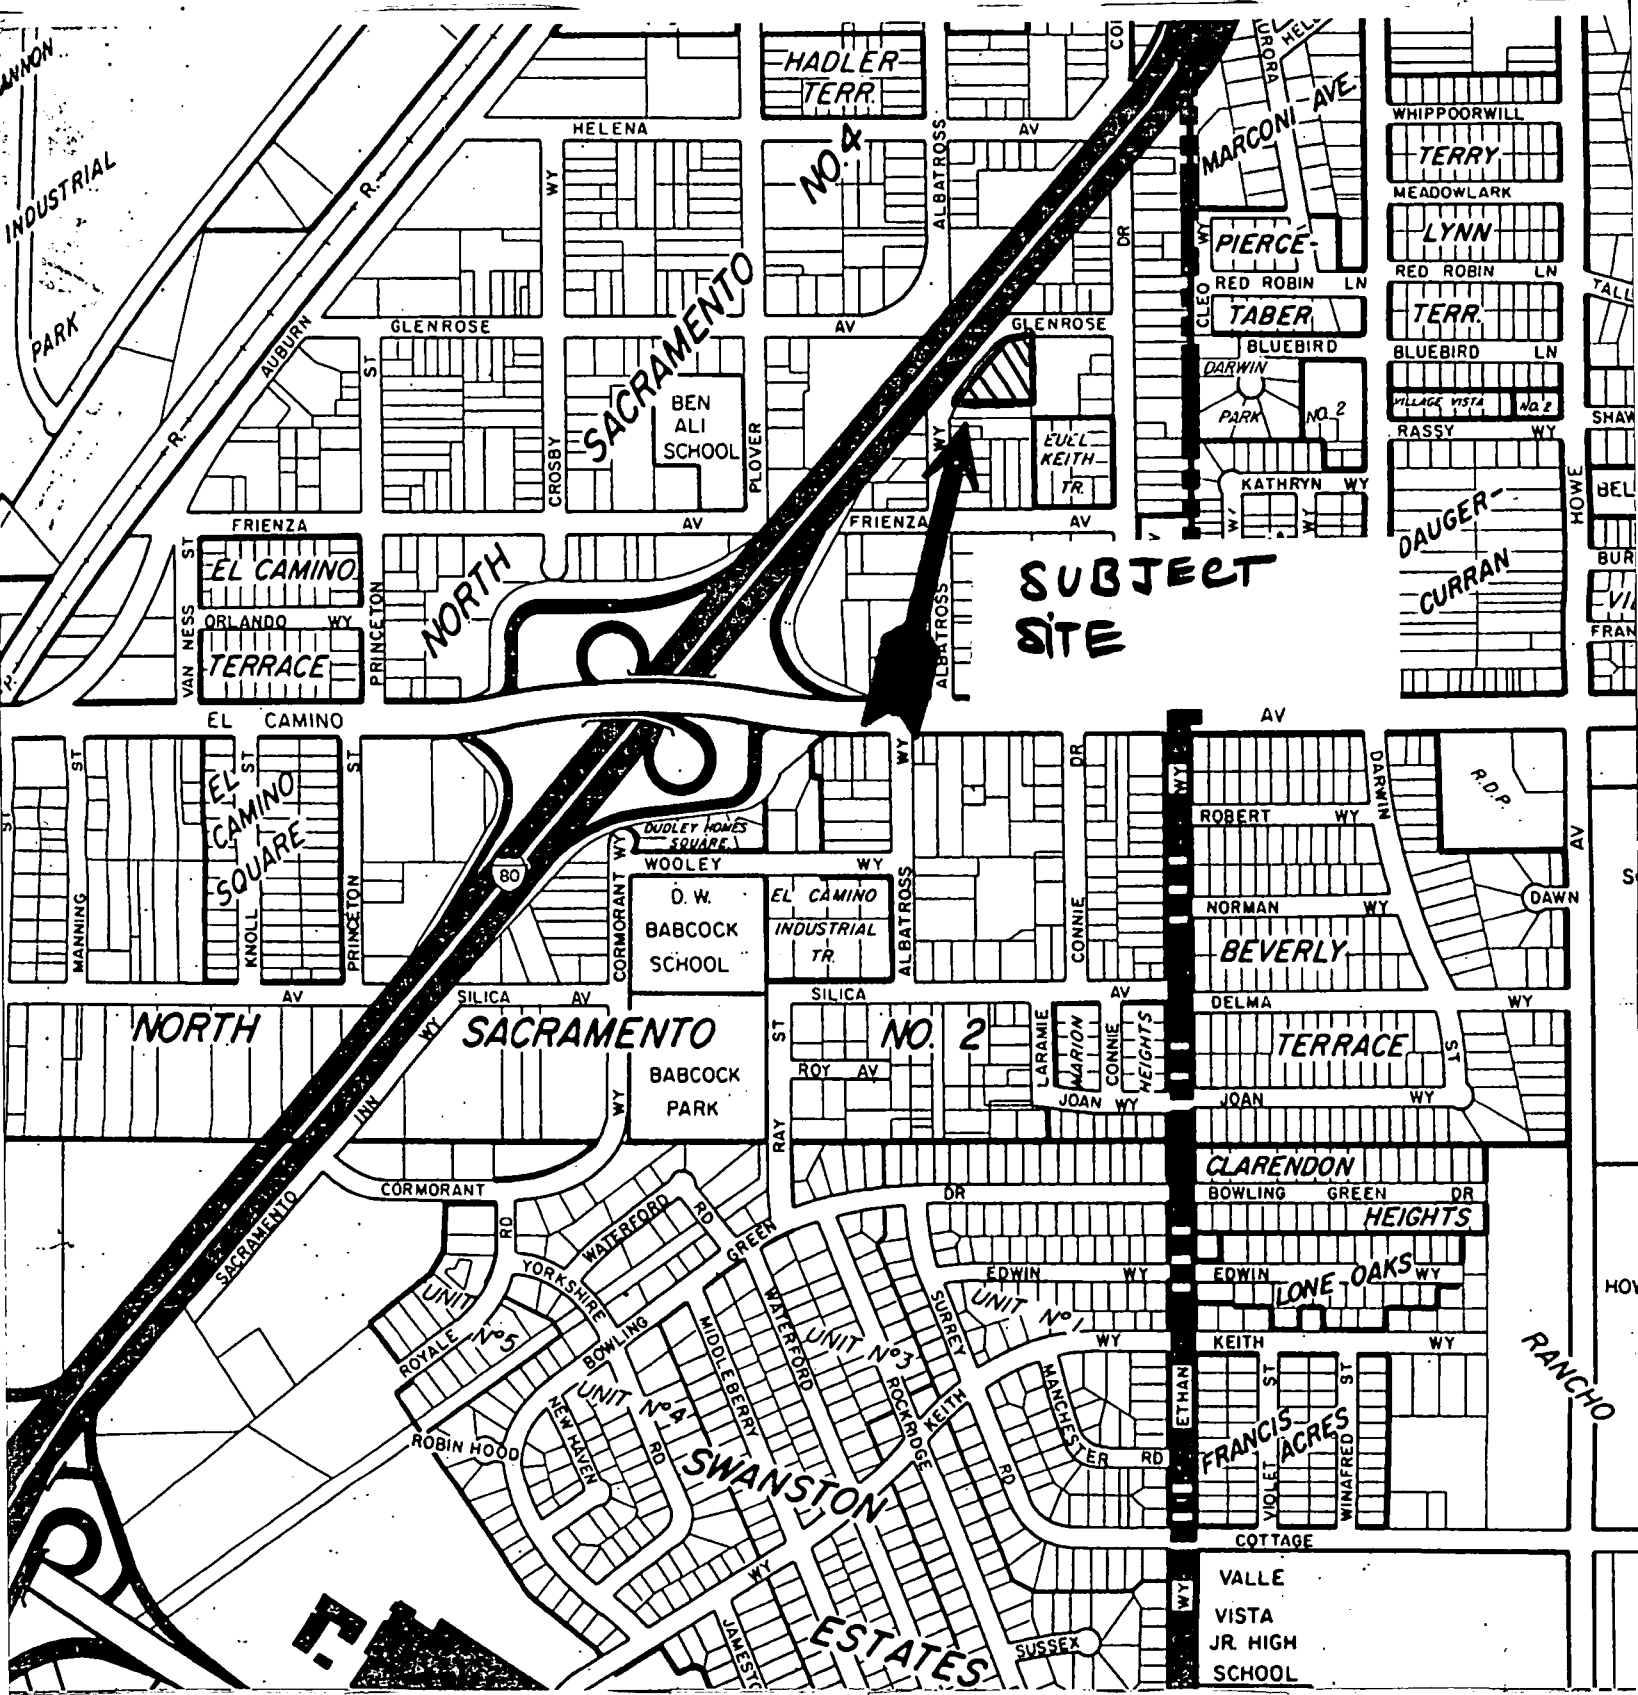 HADLER
TERR.
HELENA
AV
MARCONI AVE.
WHIPPOORWILL
TERRY
MEADOWLARK
LYNN
RED ROBIN LN
TERR.
BLUEBIRD LN
VILLAGE VISTA NO. 2
RASSY WY
INDUSTRIAL
PARK
R.
R.
AUBURN
NO. 4
ALBATROSS
WY
DR
WY
CLEO
PIERCE-
RED ROBIN LN
TABER
BLUEBIRD
DARWIN
PARK NO. 2
KATHRYN WY
WY
GLENROSE
AV
GLENROSE
ST
SACRAMENTO
BEN
ALI
SCHOOL
CROSBY
PLOVER
WY
EUEL
KEITH
TR.
FRIENZA
AV
FRIENZA
AV
HOWE
DAUGER-
CURRAN
ST
EL CAMINO
ORLANDO WY
TERRACE
VAN NESS
PRINCETON
NORTH
ALBATROSS
SUBJECT
SITE
EL CAMINO
AV
ST
EL
CAMINO
SQUARE
ST
ST
MANNING
KNOLL
PRINCETON
80
DUDLEY HOMES
SQUARE
WOOLEY WY
WY
CORMORANT
D. W.
BABCOCK
SCHOOL
EL CAMINO
INDUSTRIAL
TR.
WY
ALBATROSS
DR
CONNIE
WY
ROBERT WY
DARWIN
R.D.P.
AV
NORMAN WY
DAWN
BEVERLY
AV
SILICA AV
SILICA
AV
DELMA WY
NORTH
SACRAMENTO
NO. 2
ST
ROY AV
LARAMIE
MARION
CONNIE
HEIGHTS
TERRACE
ST
BABCOCK
PARK
WY
INN
WY
RAY
JOAN WY
JOAN WY
CLARENDON
BOWLING GREEN DR
HEIGHTS
CORMORANT
DR
SACRAMENTO
RD
WATERFORD
RD
GREEN
YORKSHIRE
UNIT
Nº5
ROYALE
BOWLING
EDWIN WY
EDWIN WY
LONE OAKS
SURREY
UNIT Nº1
WY
KEITH WY
MIDDLEBERRY
WATERFORD
UNIT Nº3
ROCKRIDGE
KEITH
MANCHESTER
RD
ETHAN
ST
ST
RANCHO
UNIT Nº4
NEW HAVEN
RD
ROBIN HOOD
RD
FRANCIS
ACRES
VIOLET
WINAFRED
SWANSTON
ESTATES
WY
SUSSEX
COTTAGE
WY
VALLE
VISTA
JR. HIGH
SCHOOL